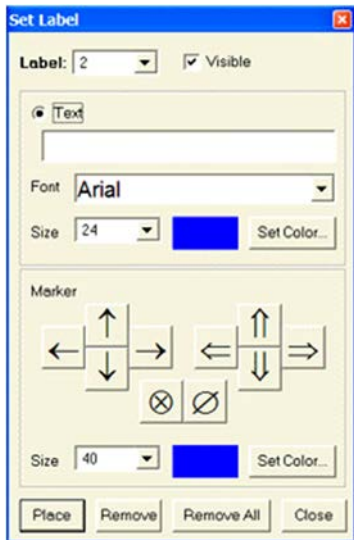 Set Label
Label: 2 Visible
Text
Font Arial
Size 24 Set Color...
Marker
Size 40 Set Color...
Place Remove Remove All Close